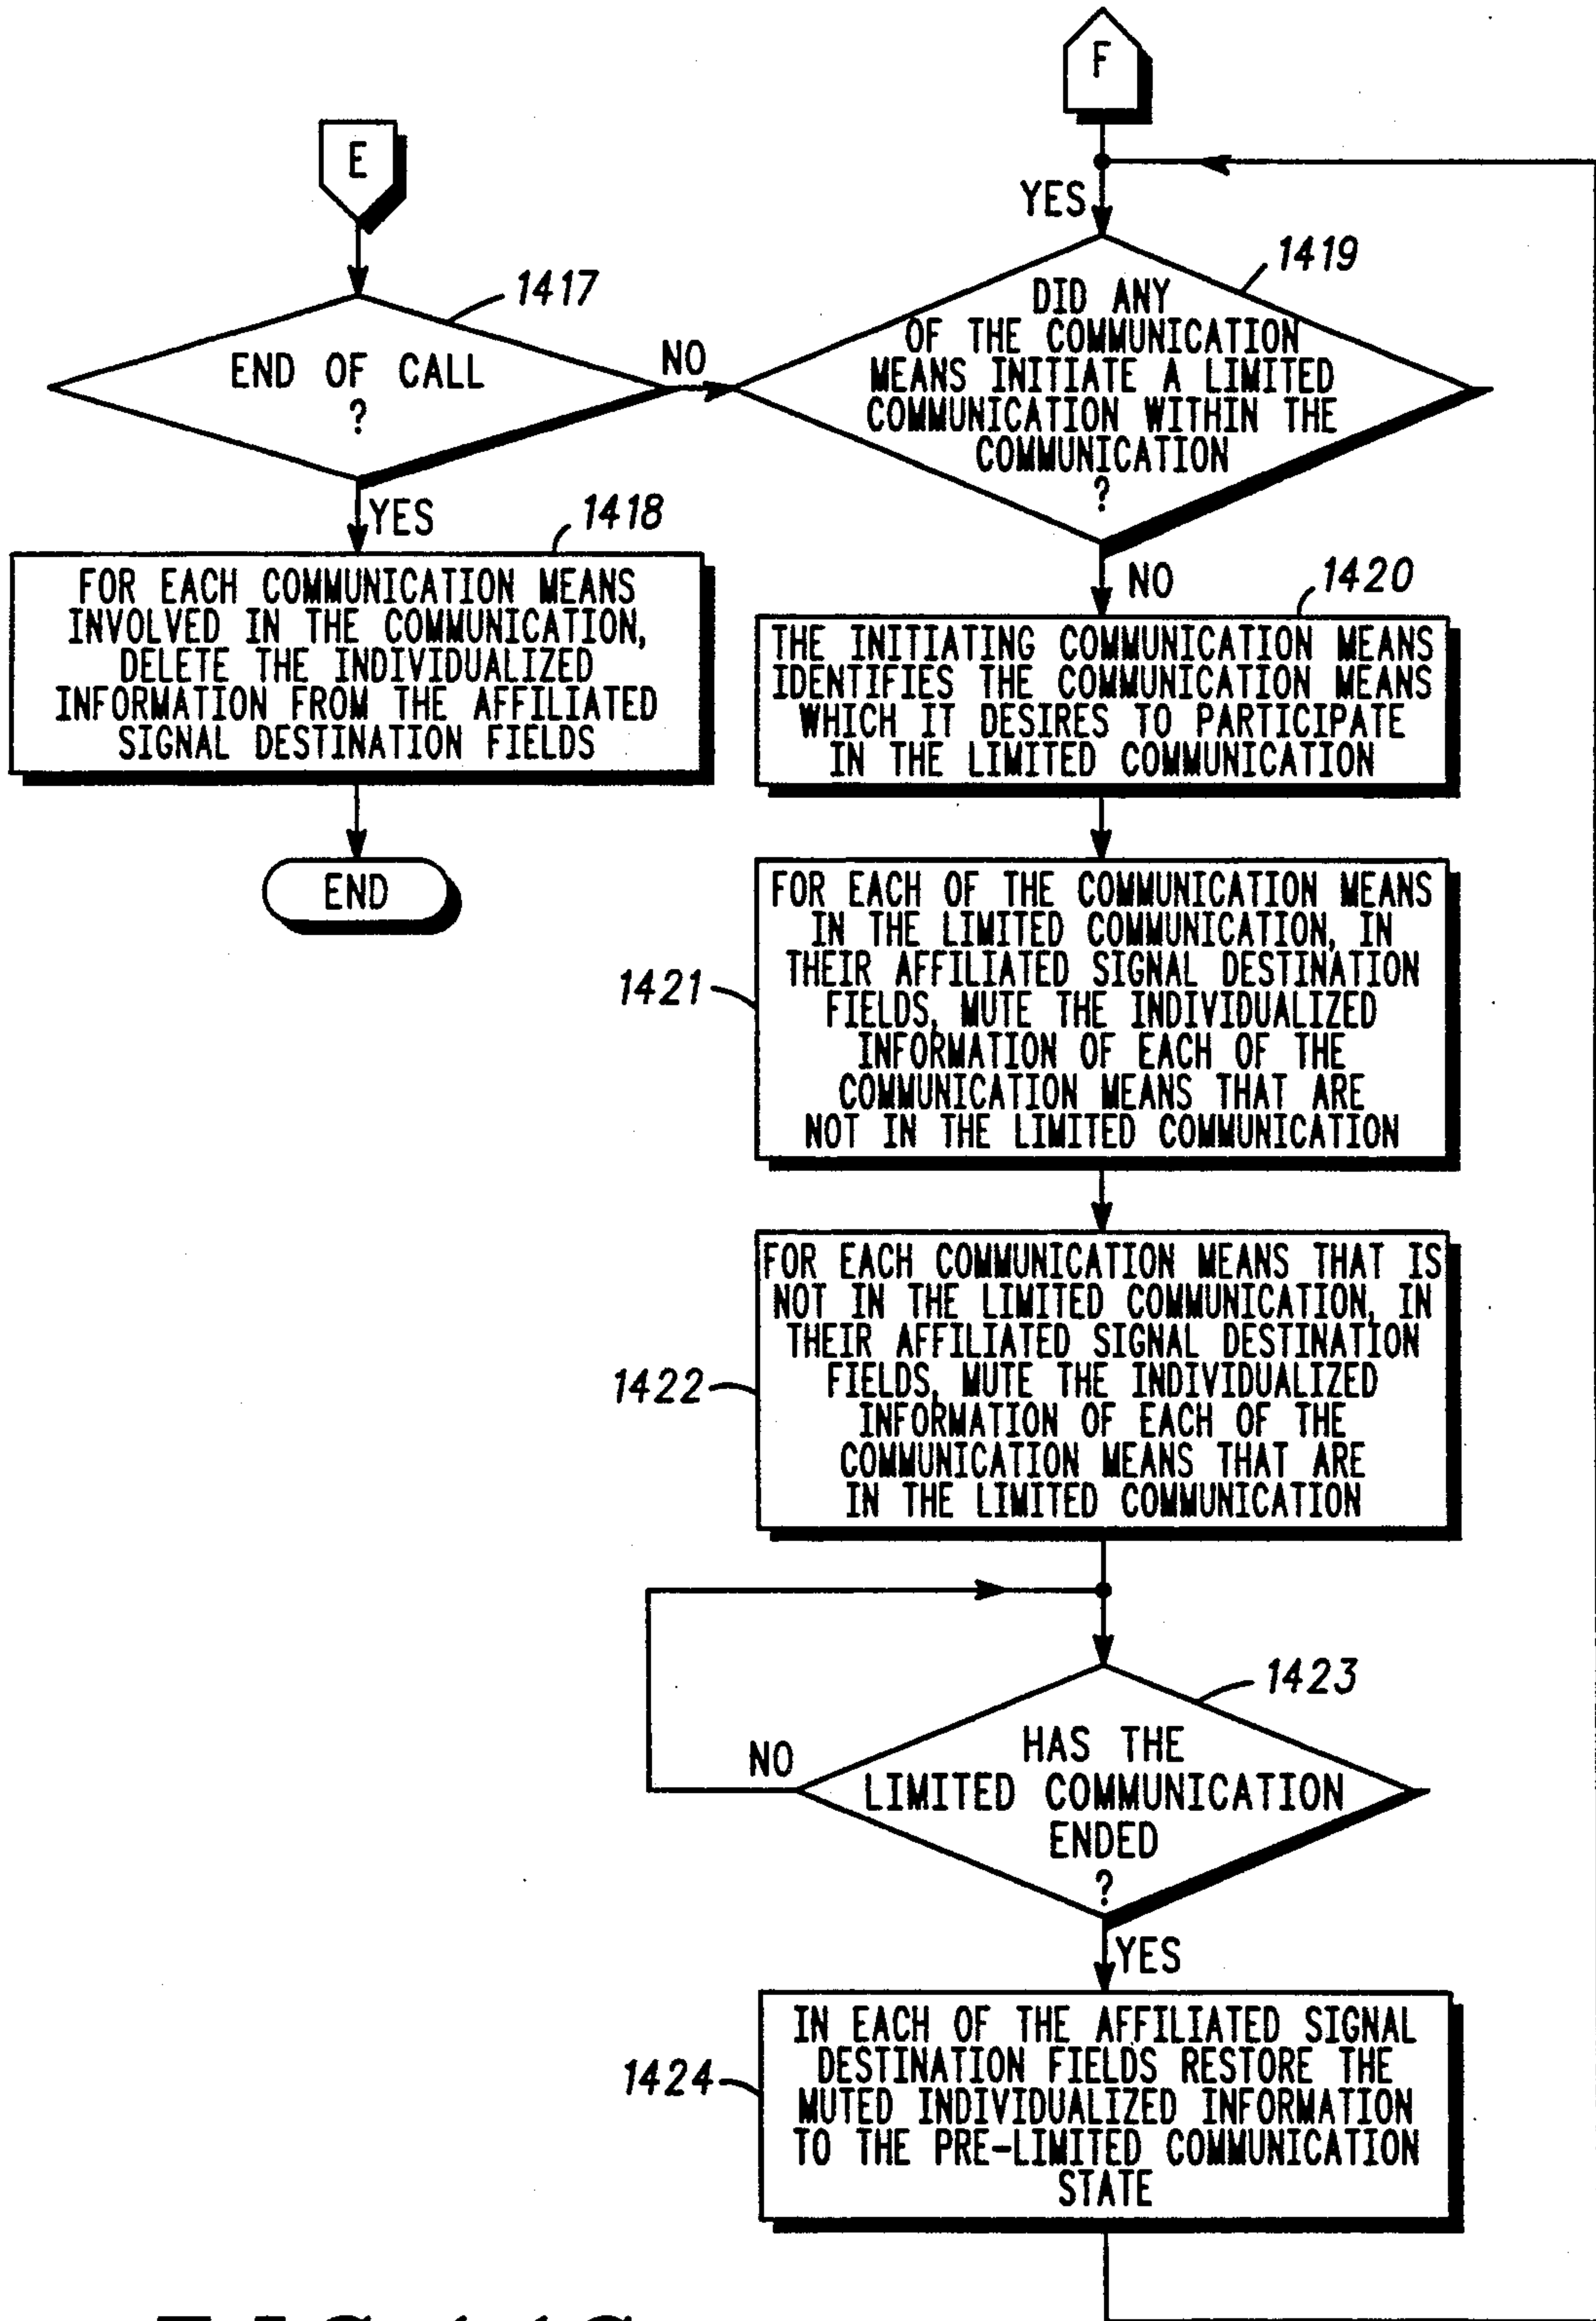 F
E
YES
1417
1419
END OF CALL
?
NO
DID ANY
OF THE COMMUNICATION
MEANS INITIATE A LIMITED
COMMUNICATION WITHIN THE
COMMUNICATION
?
YES
1418
FOR EACH COMMUNICATION MEANS
INVOLVED IN THE COMMUNICATION,
DELETE THE INDIVIDUALIZED
INFORMATION FROM THE AFFILIATED
SIGNAL DESTINATION FIELDS
END
NO
1420
THE INITIATING COMMUNICATION MEANS
IDENTIFIES THE COMMUNICATION MEANS
WHICH IT DESIRES TO PARTICIPATE
IN THE LIMITED COMMUNICATION
1421
FOR EACH OF THE COMMUNICATION MEANS
IN THE LIMITED COMMUNICATION, IN
THEIR AFFILIATED SIGNAL DESTINATION
FIELDS, MUTE THE INDIVIDUALIZED
INFORMATION OF EACH OF THE
COMMUNICATION MEANS THAT ARE
NOT IN THE LIMITED COMMUNICATION
1422
FOR EACH COMMUNICATION MEANS THAT IS
NOT IN THE LIMITED COMMUNICATION, IN
THEIR AFFILIATED SIGNAL DESTINATION
FIELDS, MUTE THE INDIVIDUALIZED
INFORMATION OF EACH OF THE
COMMUNICATION MEANS THAT ARE
IN THE LIMITED COMMUNICATION
1423
NO
HAS THE
LIMITED COMMUNICATION
ENDED
?
YES
1424
IN EACH OF THE AFFILIATED SIGNAL
DESTINATION FIELDS RESTORE THE
MUTED INDIVIDUALIZED INFORMATION
TO THE PRE-LIMITED COMMUNICATION
STATE